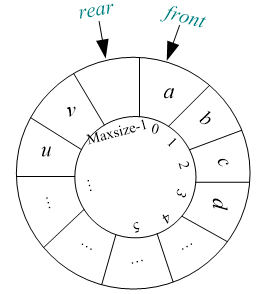 rear front
a
b
c
d
...
...
...
...
u
v
Maxsize-1 0 1 2 3 4 5 ...